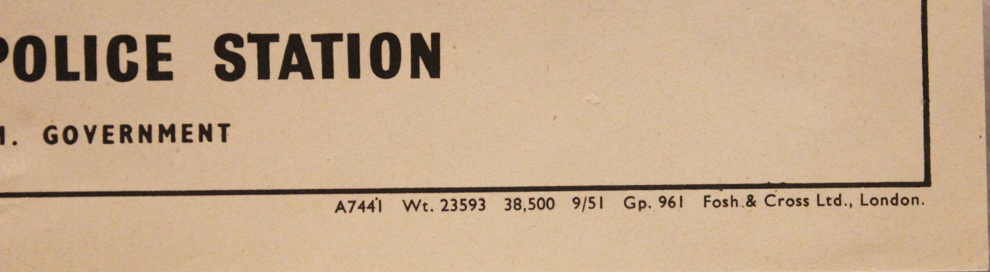 POLICE STATION
M. GOVERNMENT
A7441 Wt. 23593 38,500 9/51 Gp. 961 Fosh & Cross Ltd., London.